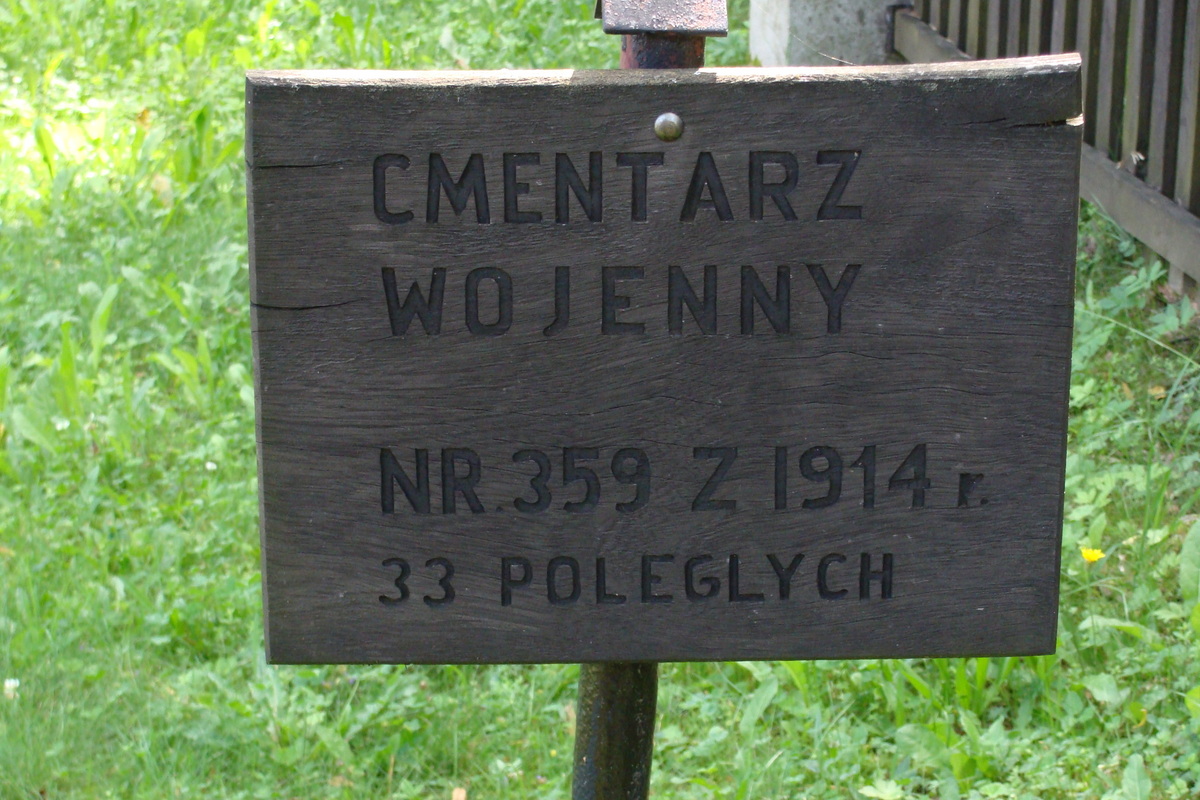 CMENTARZ
WOJENNY
NR. 359 Z 1914 r.
33 POLEGLYCH